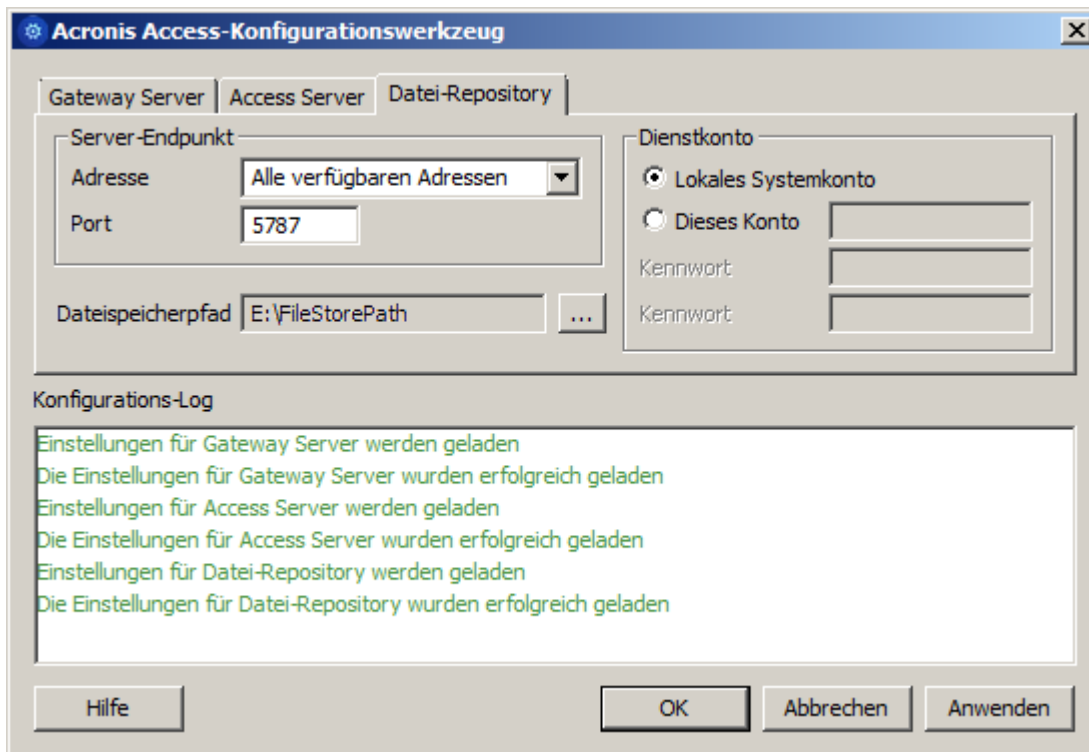 Acronis Access-Konfigurationswerkzeug
Gateway Server Access Server Datei-Repository
Server-Endpunkt
Adresse Alle verfügbaren Adressen
Port 5787
Dateispeicherpfad E:\FileStorePath ...
Dienstkonto
Lokales Systemkonto
Dieses Konto
Kennwort
Kennwort
Konfigurations-Log
Einstellungen für Gateway Server werden geladen
Die Einstellungen für Gateway Server wurden erfolgreich geladen
Einstellungen für Access Server werden geladen
Die Einstellungen für Access Server wurden erfolgreich geladen
Einstellungen für Datei-Repository werden geladen
Die Einstellungen für Datei-Repository wurden erfolgreich geladen
Hilfe OK Abbrechen Anwenden